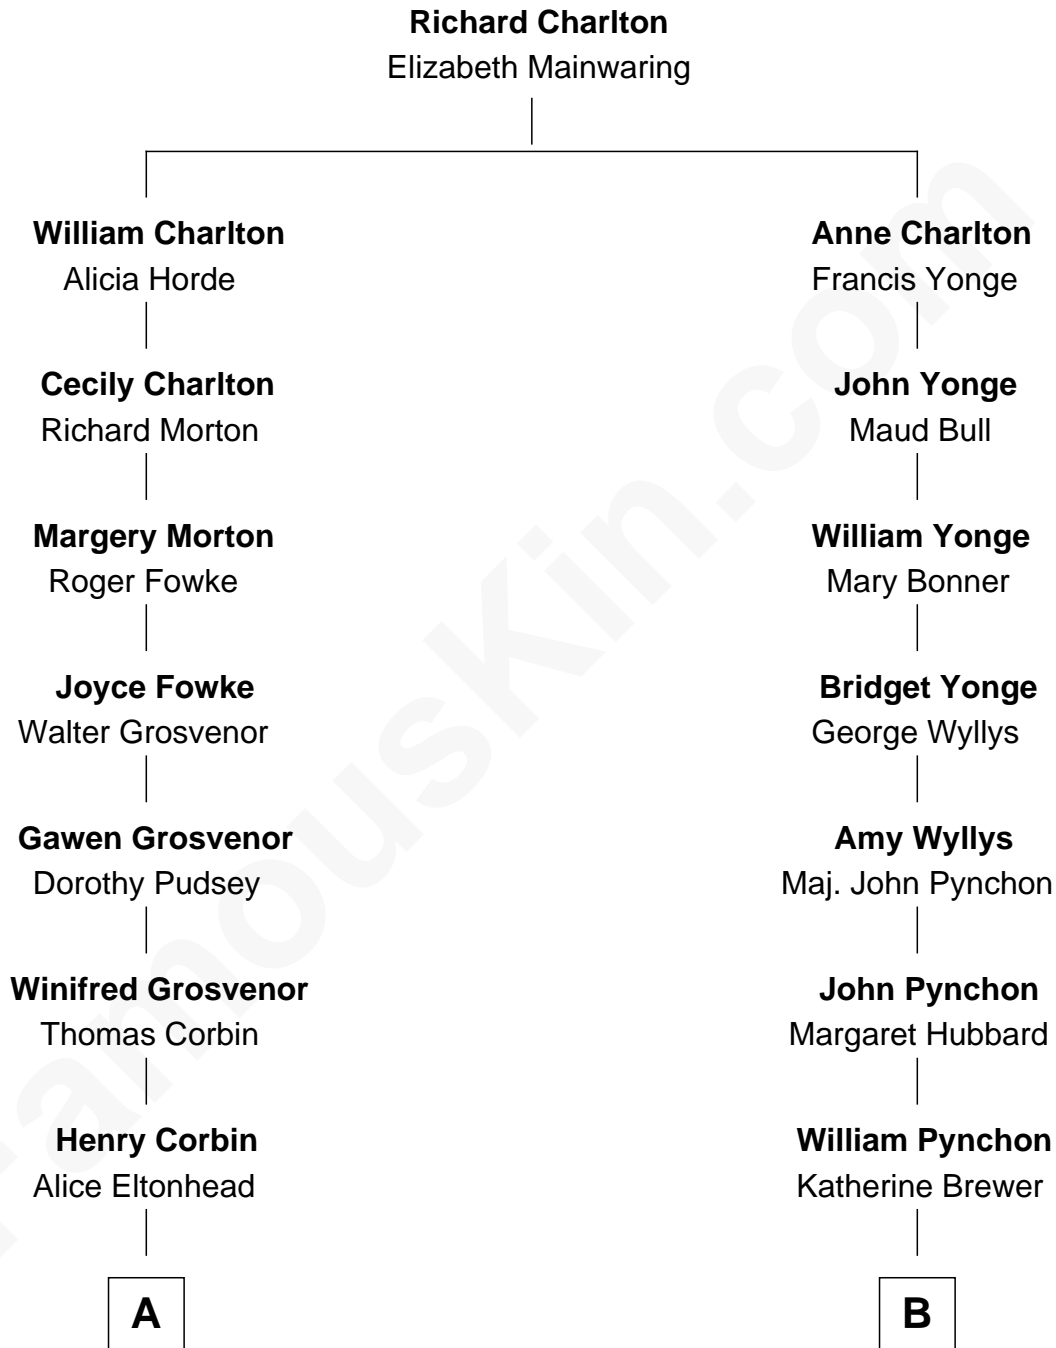 Richard Charlton
Elizabeth Mainwaring
William Charlton
Alicia Horde
Anne Charlton
Francis Yonge
Cecily Charlton
Richard Morton
John Yonge
Maud Bull
Margery Morton
Roger Fowke
William Yonge
Mary Bonner
Joyce Fowke
Walter Grosvenor
Bridget Yonge
George Wyllys
Gawen Grosvenor
Dorothy Pudsey
Amy Wyllys
Maj. John Pynchon
Winifred Grosvenor
Thomas Corbin
John Pynchon
Margaret Hubbard
Henry Corbin
Alice Eltonhead
William Pynchon
Katherine Brewer
A
B
FamousKin.com